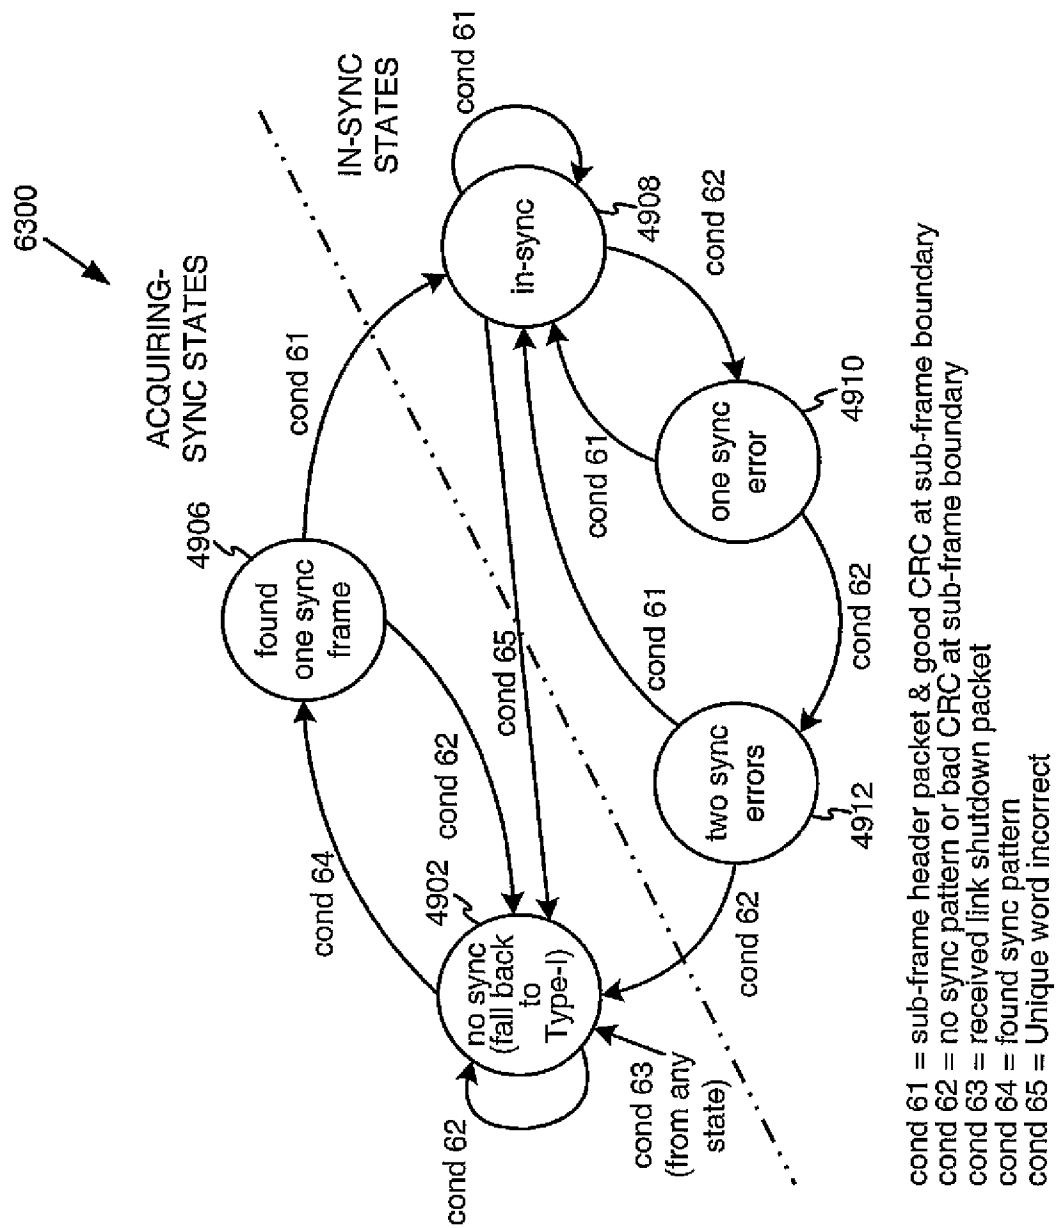 6300
ACQUIRING-
SYNC STATES
IN-SYNC
STATES
4906
found
one sync
frame
cond 61
cond 61
cond 64
cond 62
4902
no sync
(fall back
to
Type-I)
cond 65
in-sync
4908
cond 62
cond 62
cond 63
(from any
state)
cond 61
cond 61
one sync
error
4910
two sync
errors
4912
cond 62
cond 62
cond 61 = sub-frame header packet & good CRC at sub-frame boundary
cond 62 = no sync pattern or bad CRC at sub-frame boundary
cond 63 = received link shutdown packet
cond 64 = found sync pattern
cond 65 = Unique word incorrect